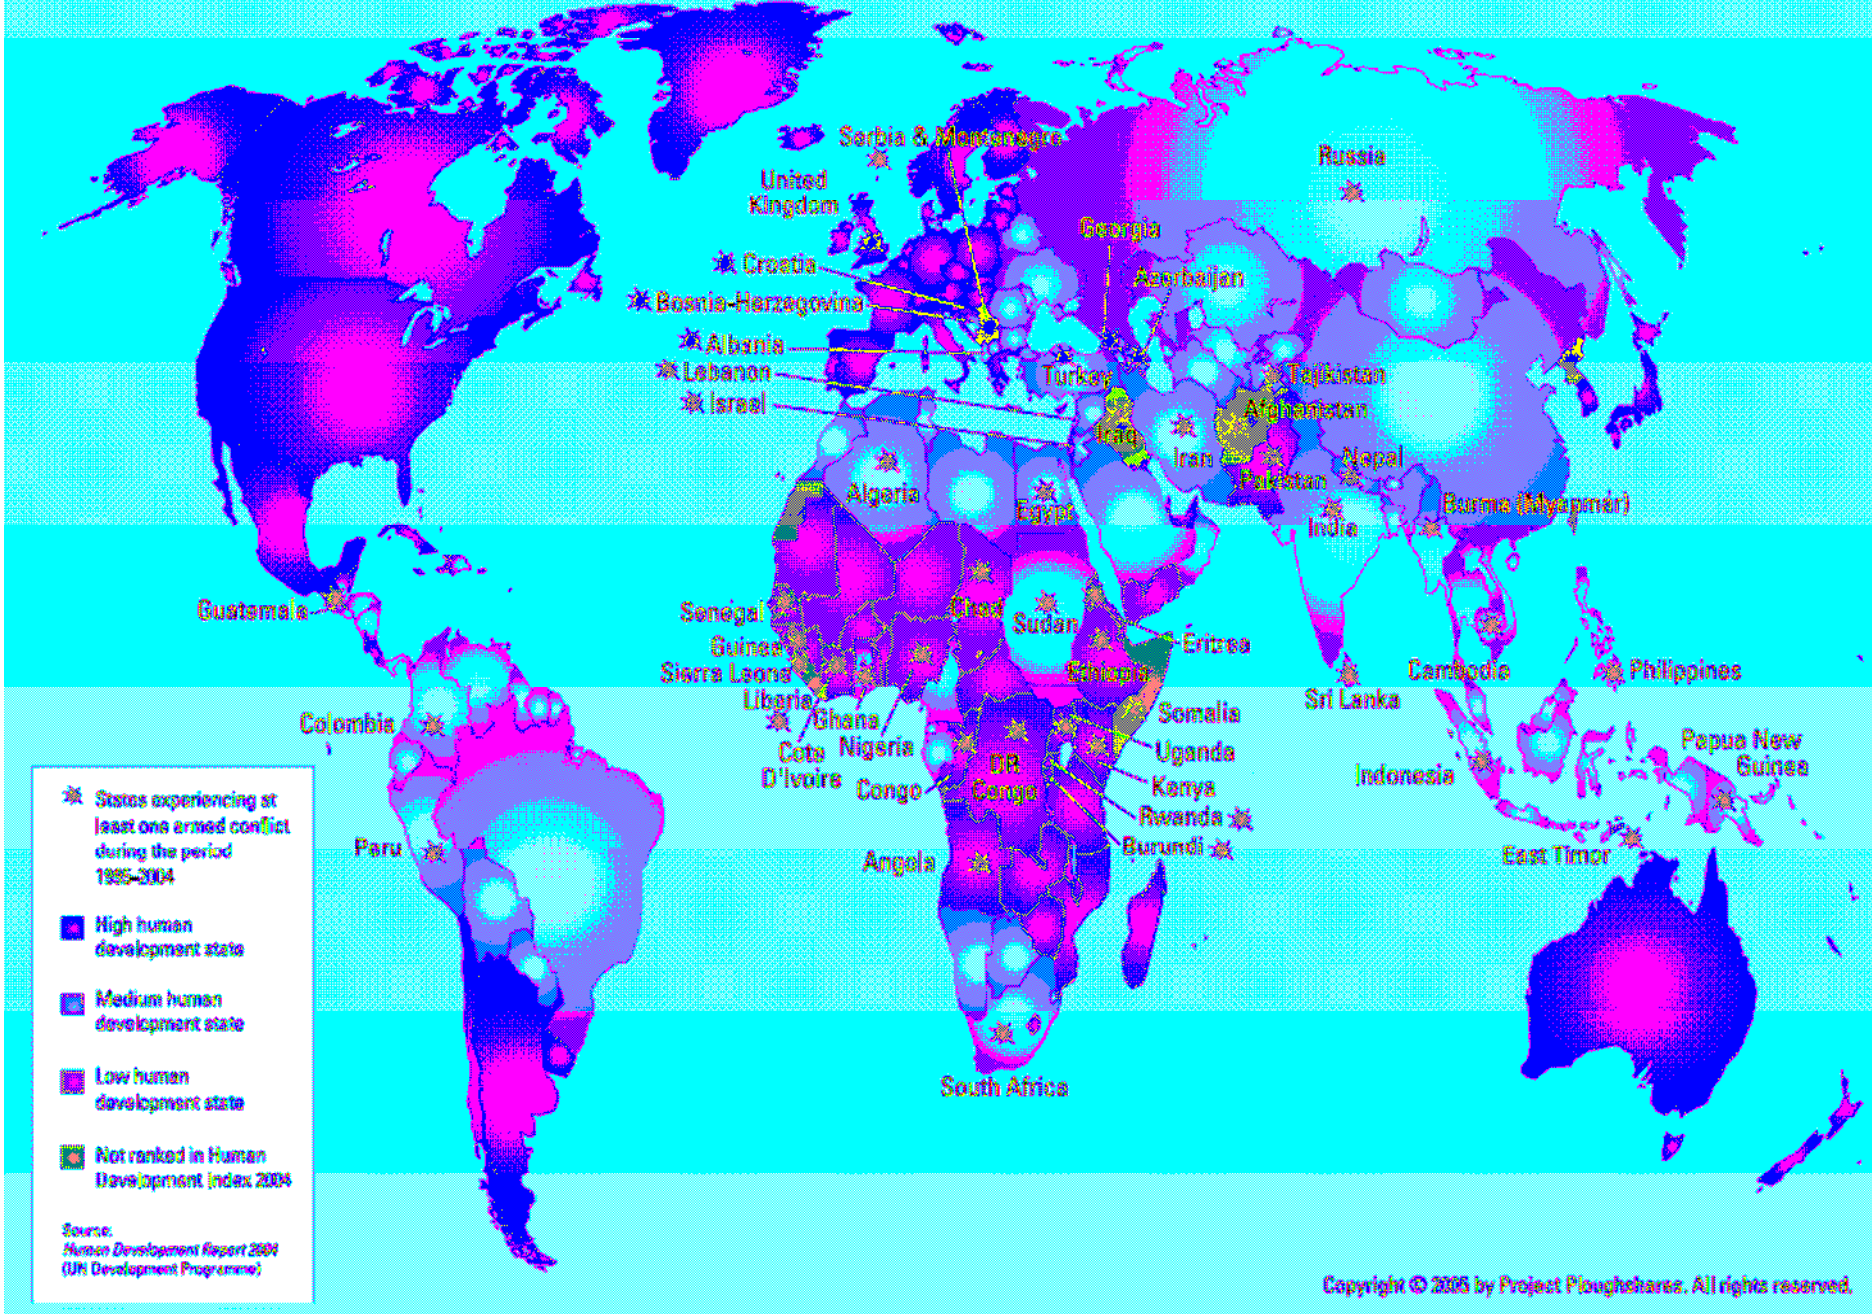 Serbia & Montenegro
Russia
United
Kingdom
Georgia
Croatia
Azerbaijan
Bosnia-Herzegovina
Albania
Lebanon
Turkey
Tajikistan
Israel
Afghanistan
Iraq
Iran
Nepal
Pakistan
Algeria
Egypt
India
Burma (Myanmar)
Guatemala
Senegal
Chad
Sudan
Guinea
Eritrea
Sierra Leone
Ethiopia
Cambodia
Philippines
Liberia
Sri Lanka
Colombia
Ghana
Somalia
Cote
D'Ivoire
Nigeria
Uganda
Papua New
Guinea
Indonesia
Congo
DR
Congo
Kenya
Rwanda
Burundi
Peru
Angola
East Timor
South Africa
States experiencing at
least one armed conflict
during the period
1995–2004
High human
development state
Medium human
development state
Low human
development state
Not ranked in Human
Development Index 2004
Source:
Human Development Report 2004
(UN Development Programme)
Copyright © 2005 by Project Ploughshares. All rights reserved.